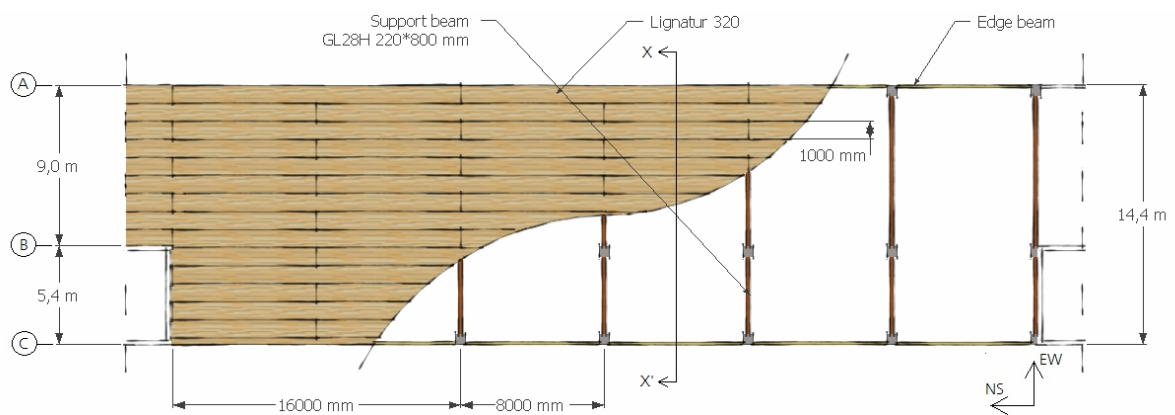 Support beam
GL28H 220*800 mm
Lignatur 320
Edge beam
X
A
9,0 m
1000 mm
14,4 m
B
5,4 m
C
X'
EW
NS
16000 mm
8000 mm